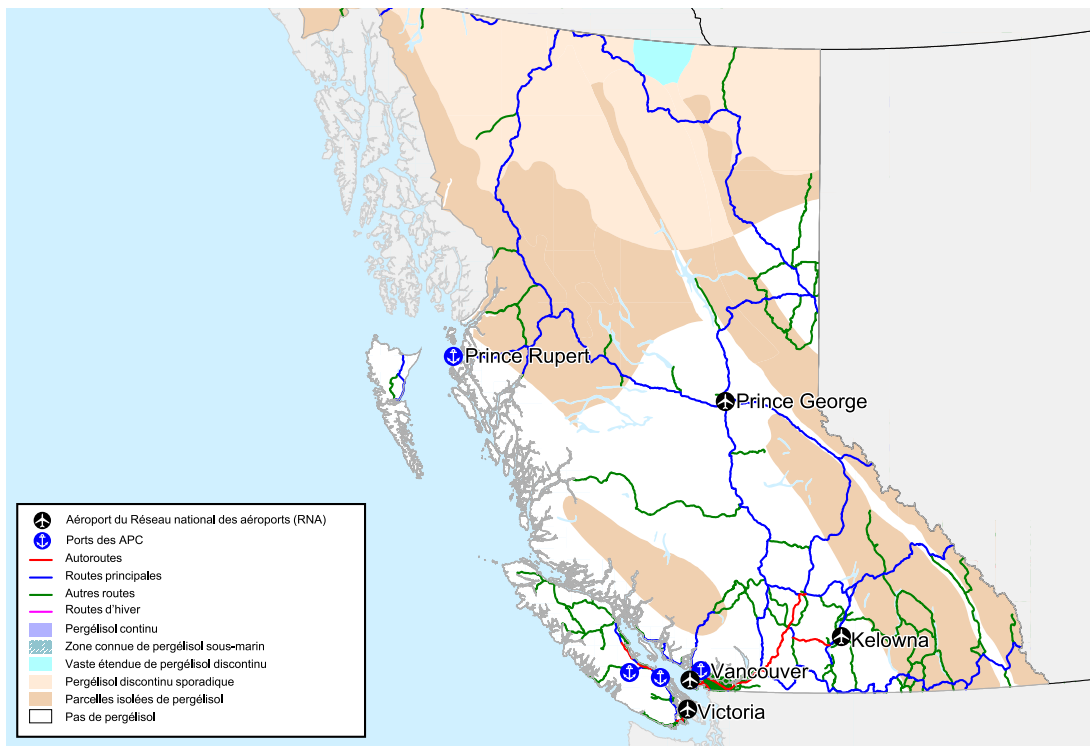 Prince Rupert
Prince George
Kelowna
Vancouver
Victoria
Aéroport du Réseau national des aéroports (RNA)
Ports des APC
Autoroutes
Routes principales
Autres routes
Routes d'hiver
Pergélisol continu
Zone connue de pergélisol sous-marin
Vaste étendue de pergélisol discontinu
Pergélisol discontinu sporadique
Parcelles isolées de pergélisol
Pas de pergélisol